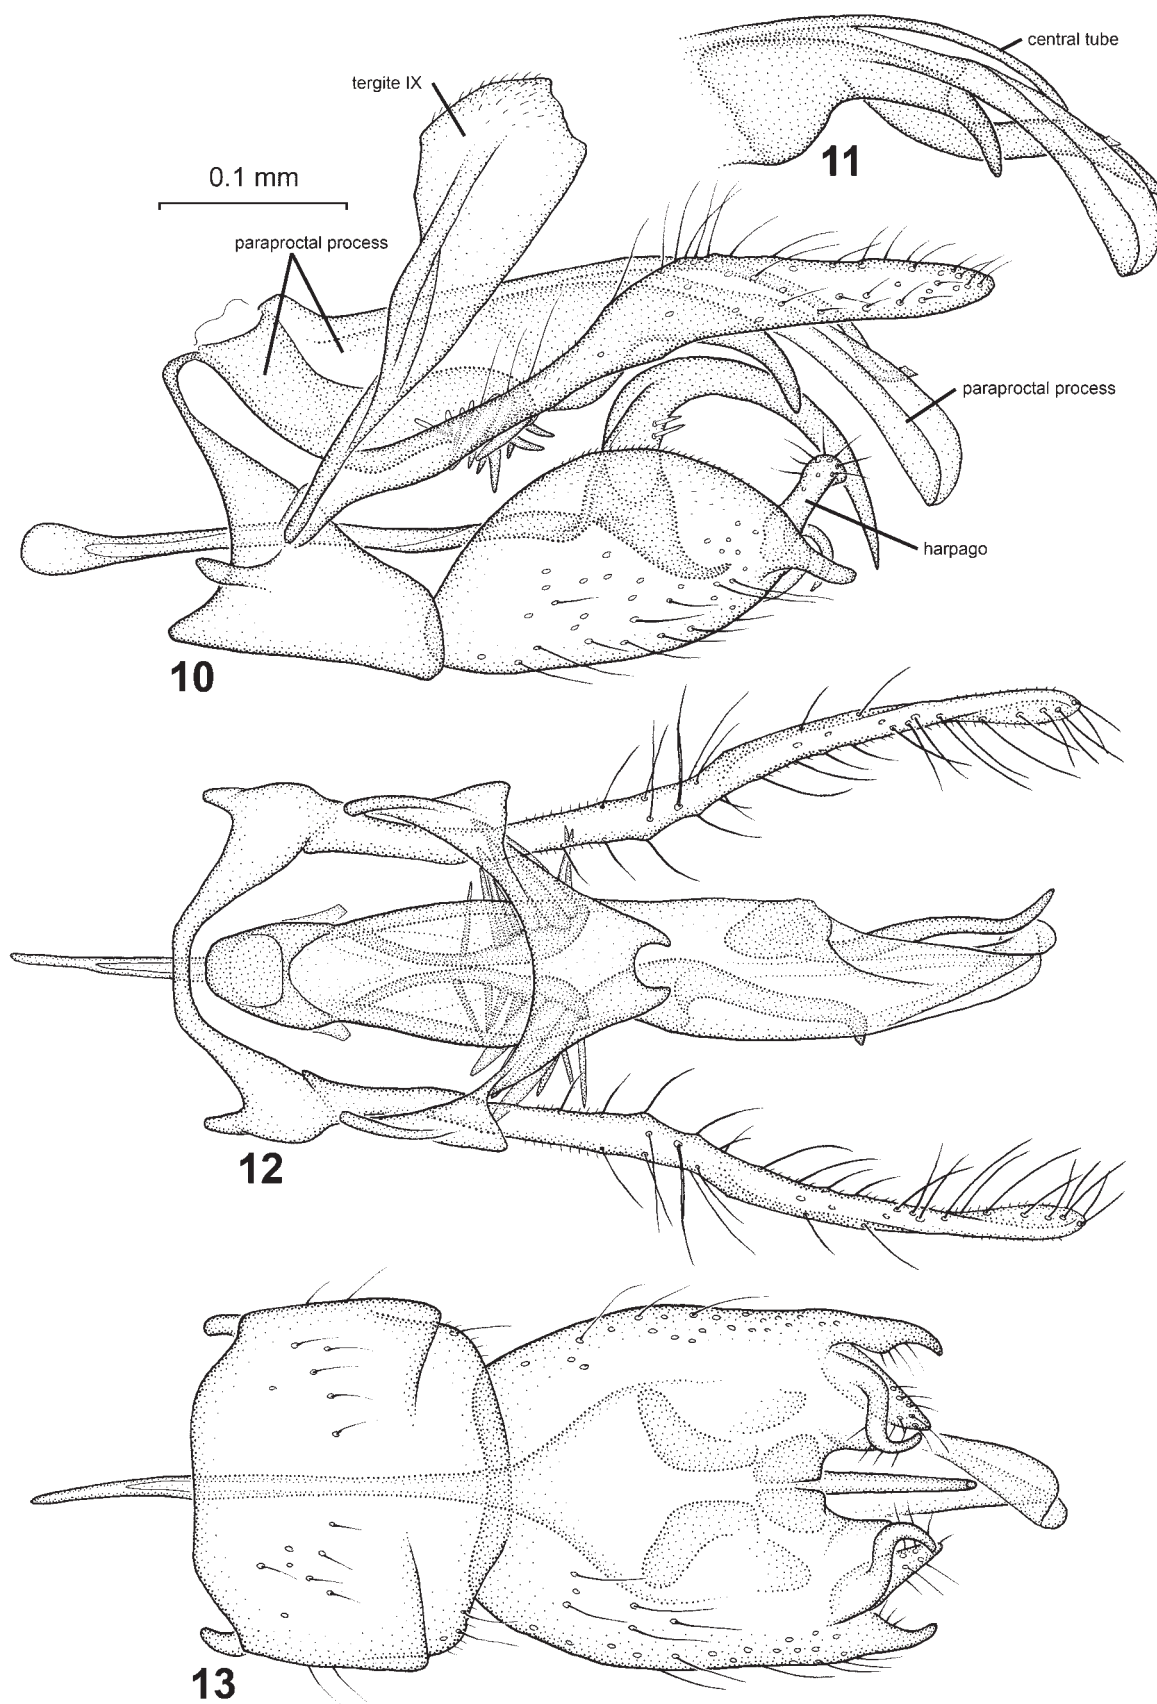 central tube
tergite IX
11
0.1 mm
paraproctal process
paraproctal process
harpago
10
12
13